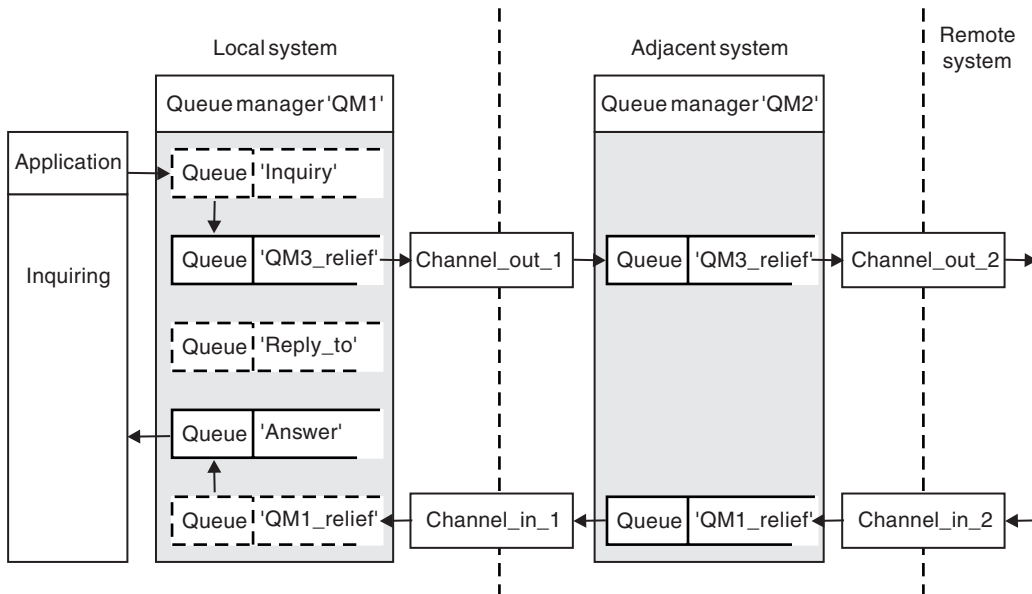 Local system
Adjacent system
Remote
system
Queue manager 'QM1'
Queue manager 'QM2'
Application
Inquiring
Queue 'Inquiry'
Queue 'QM3_relief'
Channel_out_1
Queue 'QM3_relief'
Channel_out_2
Queue 'Reply_to'
Queue 'Answer'
Queue 'QM1_relief'
Channel_in_1
Queue 'QM1_relief'
Channel_in_2